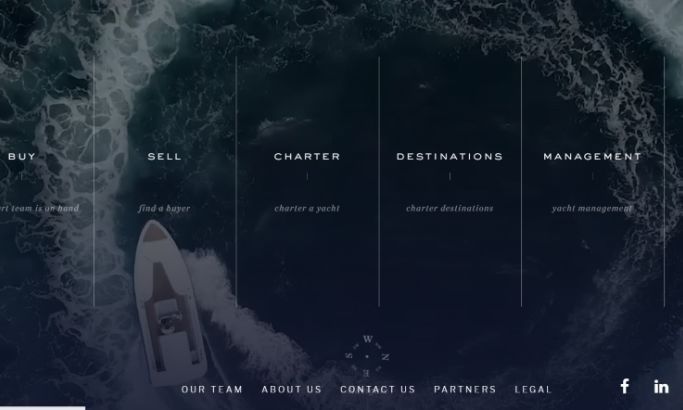 BUY
SELL
CHARTER
DESTINATIONS
MANAGEMENT
team is on hand
find a buyer
charter a yacht
charter destinations
yacht management
W
S N
E
OUR TEAM ABOUT US CONTACT US PARTNERS LEGAL
f in